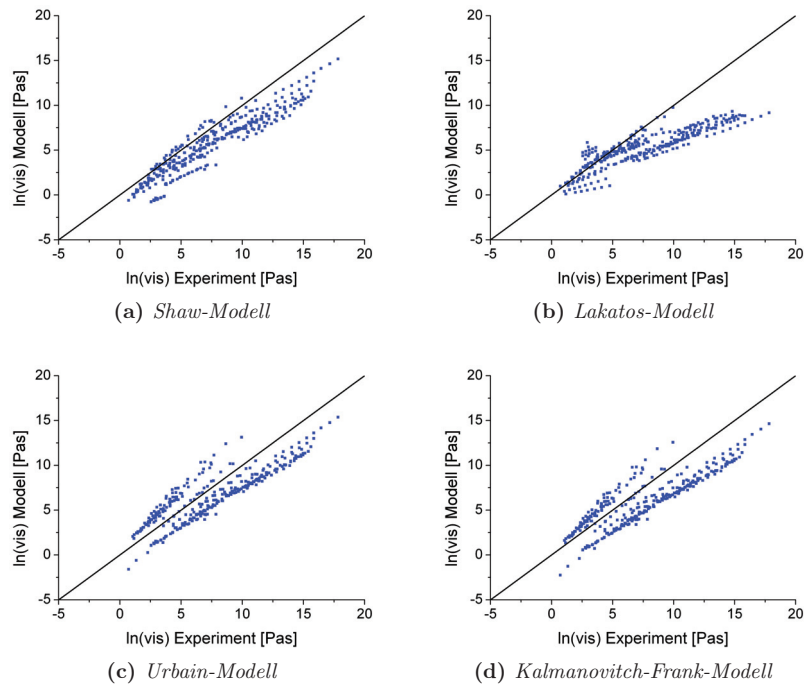 20
15
10
5
0
-5
-5 0 5 10 15 20
ln(vis) Modell [Pas]
ln(vis) Experiment [Pas]
(a) Shaw-Modell
20
15
10
5
0
-5
-5 0 5 10 15 20
ln(vis) Modell [Pas]
ln(vis) Experiment [Pas]
(b) Lakatos-Modell
20
15
10
5
0
-5
-5 0 5 10 15 20
ln(vis) Modell [Pas]
ln(vis) Experiment [Pas]
(c) Urbain-Modell
20
15
10
5
0
-5
-5 0 5 10 15 20
ln(vis) Modell [Pas]
ln(vis) Experiment [Pas]
(d) Kalmanovitch-Frank-Modell